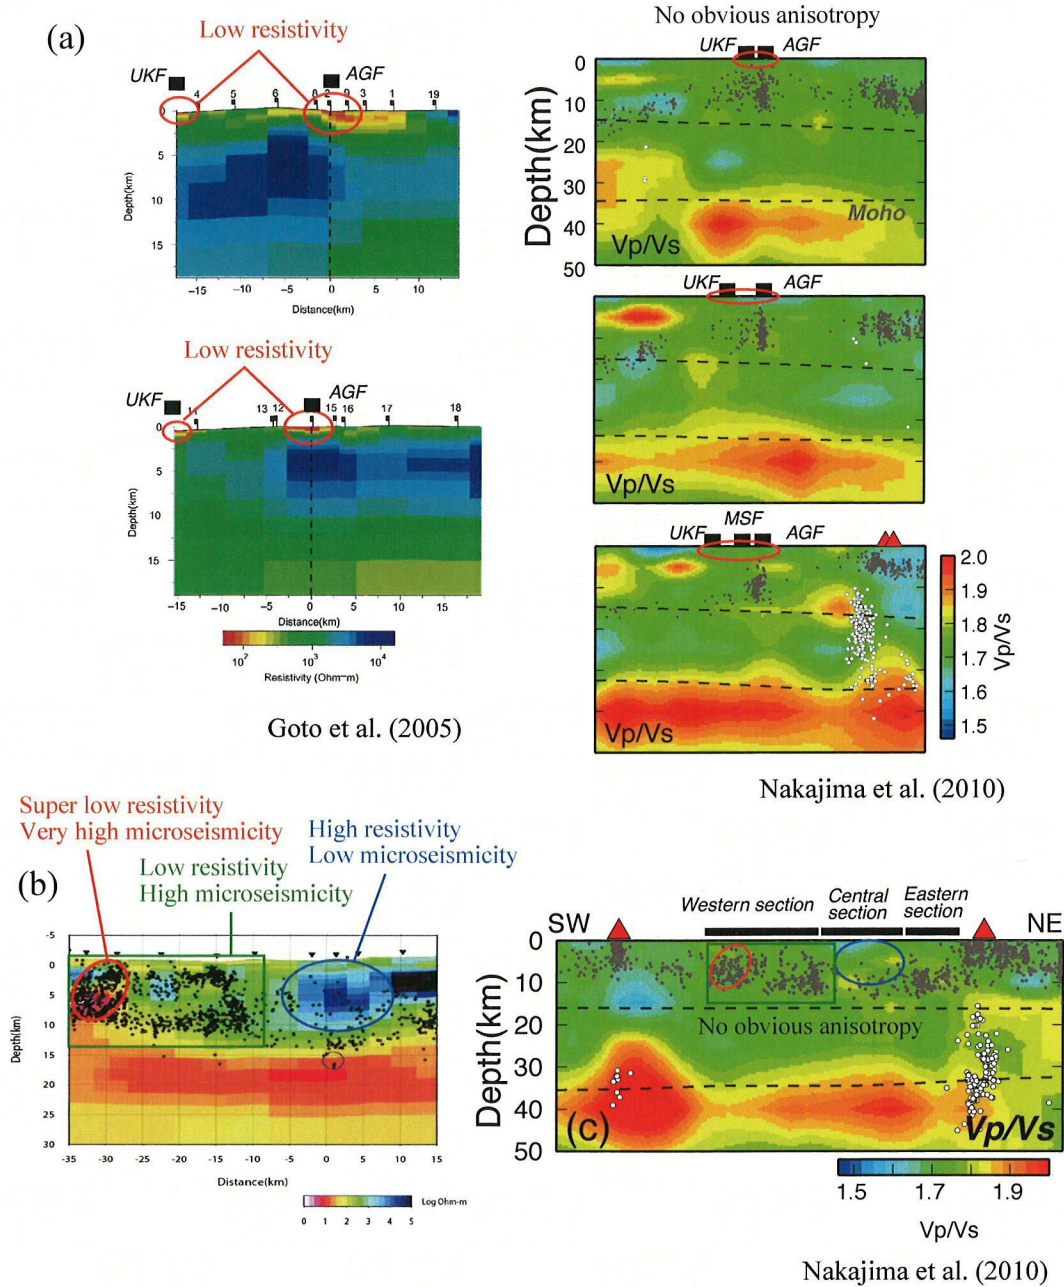 (a)
Low resistivity
UKF
AGF
4 5 6 8 2 9 3 1 19
0
5
10
15
Depth(km)
-15 -10 -5 0 5 10
Distance(km)
Low resistivity
UKF
AGF
11 13 12 15 16 17 18
0
5
10
15
Depth(km)
-15 -10 -5 0 5 10 15
Distance(km)
10² 10³ 10⁴
Resistivity (Ohm-m)
Goto et al. (2005)
No obvious anisotropy
UKF AGF
0
10
20
30
40
50
Depth(km)
Moho
Vp/Vs
UKF AGF
Vp/Vs
MSF
UKF AGF
Vp/Vs
2.0
1.9
1.8
1.7
1.6
1.5
Vp/Vs
Nakajima et al. (2010)
(b)
Super low resistivity
Very high microseismicity
Low resistivity
High microseismicity
High resistivity
Low microseismicity
-5
0
5
10
15
20
25
30
Depth(km)
-35 -30 -25 -20 -15 -10 -5 0 5 10 15
Distance(km)
Log Ohm-m
0 1 2 3 4 5
SW
Western section
Central
section
Eastern
section
NE
0
10
20
30
40
50
Depth(km)
No obvious anisotropy
(c)
Vp/Vs
1.5 1.7 1.9
Vp/Vs
Nakajima et al. (2010)